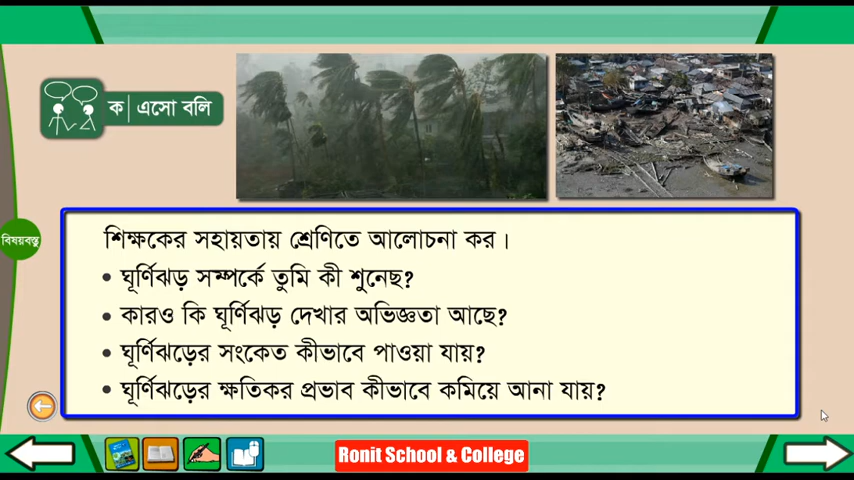 ক | এসো বলি
শিক্ষকের সহায়তায় শ্রেণিতে আলোচনা কর।
• ঘূর্ণিঝড় সম্পর্কে তুমি কী শুনেছ?
• কারও কি ঘূর্ণিঝড় দেখার অভিজ্ঞতা আছে?
• ঘূর্ণিঝড়ের সংকেত কীভাবে পাওয়া যায়?
• ঘূর্ণিঝড়ের ক্ষতিকর প্রভাব কীভাবে কমিয়ে আনা যায়?
বিষয়বস্তু
Ronit School & College